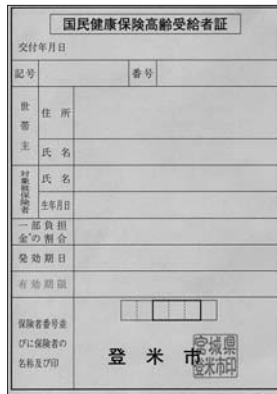 国民健康保険高齢受給者証
交付年月日
記号 番号
世帯主 住所
氏名
対象被保険者 氏名
生年月日
一部負担
金の割合
発効期日
有効期限
保険者番号並
びに保険者の
名称及び印
登米市
宮城県
登米市印